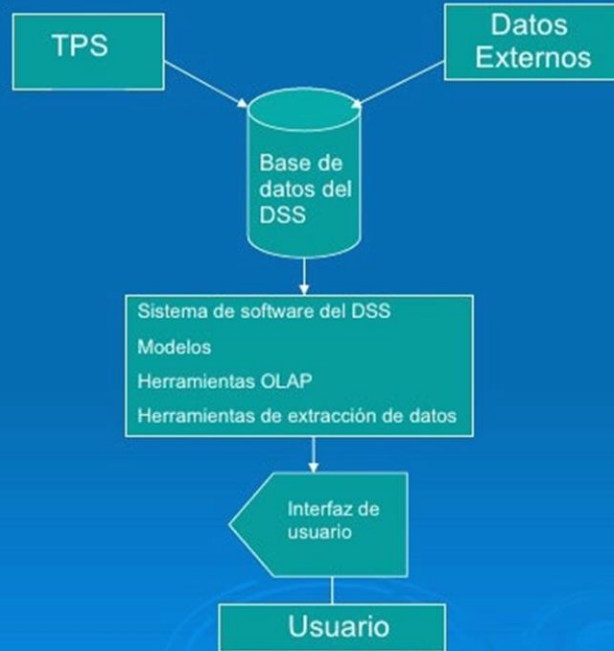 TPS
Datos
Externos
Base de
datos del
DSS
Sistema de software del DSS
Modelos
Herramientas OLAP
Herramientas de extracción de datos
Interfaz de
usuario
Usuario